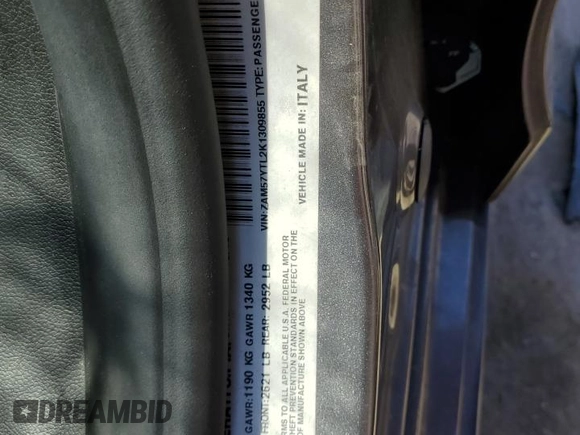 GAWR:1190 KG GAWR 1340 KG
FRONT:2621 LB REAR: 2952 LB
VIN:ZAM57YTL2K1309855 TYPE:PASSENGE
VEHICLE MADE IN: ITALY
RMS TO ALL APPLICABLE U.S.A. FEDERAL MOTOR
HEFT PREVENTION STANDARDS IN EFFECT ON THE
OF MANUFACTURE SHOWN ABOVE
DREAMBID